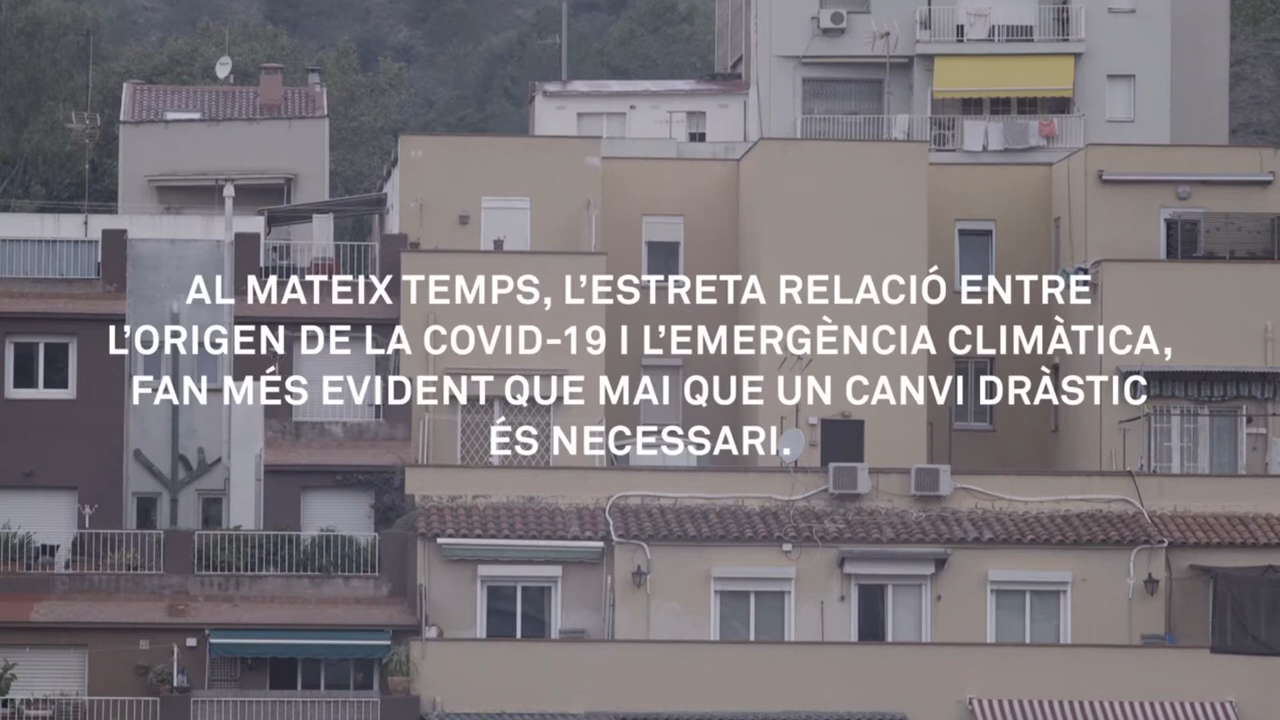 AL MATEIX TEMPS, L’ESTRETA RELACIÓ ENTRE
L’ORIGEN DE LA COVID-19 I L’EMERGÈNCIA CLIMÀTICA,
FAN MÉS EVIDENT QUE MAI QUE UN CANVI DRÀSTIC
ÉS NECESSARI.